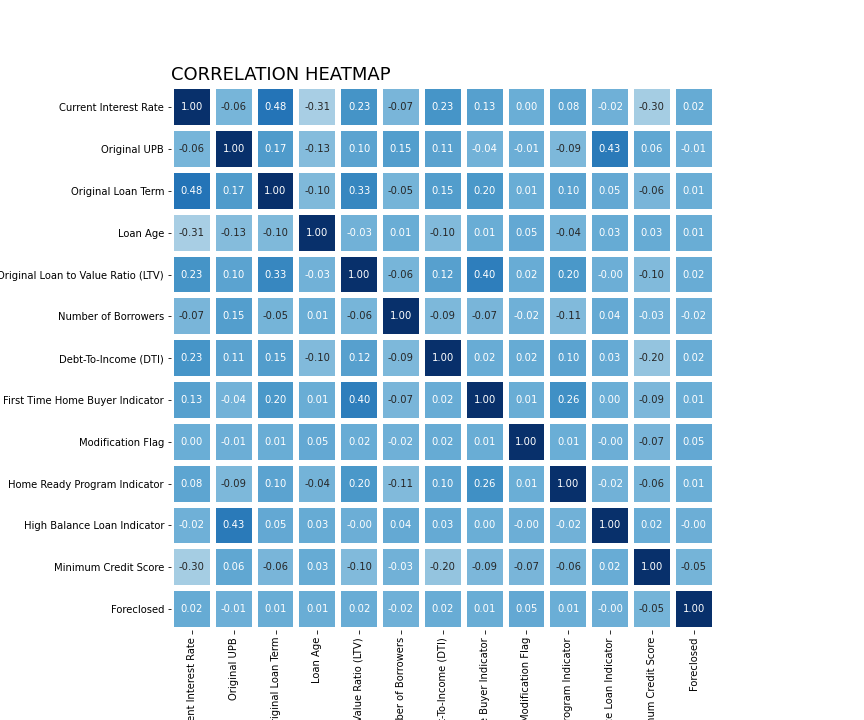 CORRELATION HEATMAP
Current Interest Rate 1.00 -0.06 0.48 -0.31 0.23 -0.07 0.23 0.13 0.00 0.08 -0.02 -0.30 0.02
Original UPB -0.06 1.00 0.17 -0.13 0.10 0.15 0.11 -0.04 -0.01 -0.09 0.43 0.06 -0.01
Original Loan Term 0.48 0.17 1.00 -0.10 0.33 -0.05 0.15 0.20 0.01 0.10 0.05 -0.06 0.01
Loan Age -0.31 -0.13 -0.10 1.00 -0.03 0.01 -0.10 0.01 0.05 -0.04 0.03 0.03 0.01
Original Loan to Value Ratio (LTV) 0.23 0.10 0.33 -0.03 1.00 -0.06 0.12 0.40 0.02 0.20 -0.00 -0.10 0.02
Number of Borrowers -0.07 0.15 -0.05 0.01 -0.06 1.00 -0.09 -0.07 -0.02 -0.11 0.04 -0.03 -0.02
Debt-To-Income (DTI) 0.23 0.11 0.15 -0.10 0.12 -0.09 1.00 0.02 0.02 0.10 0.03 -0.20 0.02
First Time Home Buyer Indicator 0.13 -0.04 0.20 0.01 0.40 -0.07 0.02 1.00 0.01 0.26 0.00 -0.09 0.01
Modification Flag 0.00 -0.01 0.01 0.05 0.02 -0.02 0.02 0.01 1.00 0.01 -0.00 -0.07 0.05
Home Ready Program Indicator 0.08 -0.09 0.10 -0.04 0.20 -0.11 0.10 0.26 0.01 1.00 -0.02 -0.06 0.01
High Balance Loan Indicator -0.02 0.43 0.05 0.03 -0.00 0.04 0.03 0.00 -0.00 -0.02 1.00 0.02 -0.00
Minimum Credit Score -0.30 0.06 -0.06 0.03 -0.10 -0.03 -0.20 -0.09 -0.07 -0.06 0.02 1.00 -0.05
Foreclosed 0.02 -0.01 0.01 0.01 0.02 -0.02 0.02 0.01 0.05 0.01 -0.00 -0.05 1.00
Interest Rate
Original UPB
Loan Term
Loan Age
Value Ratio (LTV)
of Borrowers
-To-Income (DTI)
Buyer Indicator
Modification Flag
Indicator
Loan Indicator
Credit Score
Foreclosed